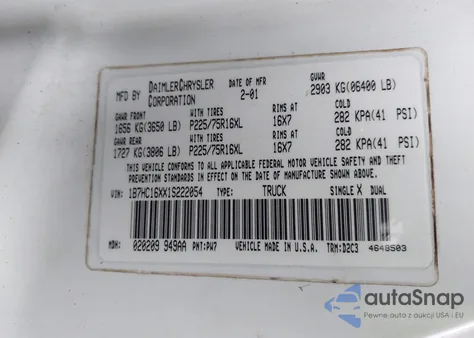 MFD BY DAIMLERCHRYSLER CORPORATION DATE OF MFR 2-01 GVWR 2903 KG(06400 LB)
GAWR FRONT WITH TIRES RIMS AT COLD
1656 KG(3650 LB) P225/75R16XL 16X7 282 KPA(41 PSI)
GAWR REAR WITH TIRES RIMS AT COLD
1727 KG(3806 LB) P225/75R16XL 16X7 282 KPA(41 PSI)
THIS VEHICLE CONFORMS TO ALL APPLICABLE FEDERAL MOTOR VEHICLE SAFETY AND
THEFT PREVENTION STANDARDS IN EFFECT ON THE DATE OF MANUFACTURE SHOWN ABOVE.
VIN: 1B7HC16XX1S222054 TYPE: TRUCK SINGLE X DUAL
MDH: 020209 949AA PNT:PW7 VEHICLE MADE IN U.S.A. TRM:D2C3 4648503
autoSnap
Pewne auta z aukcji USA i EU